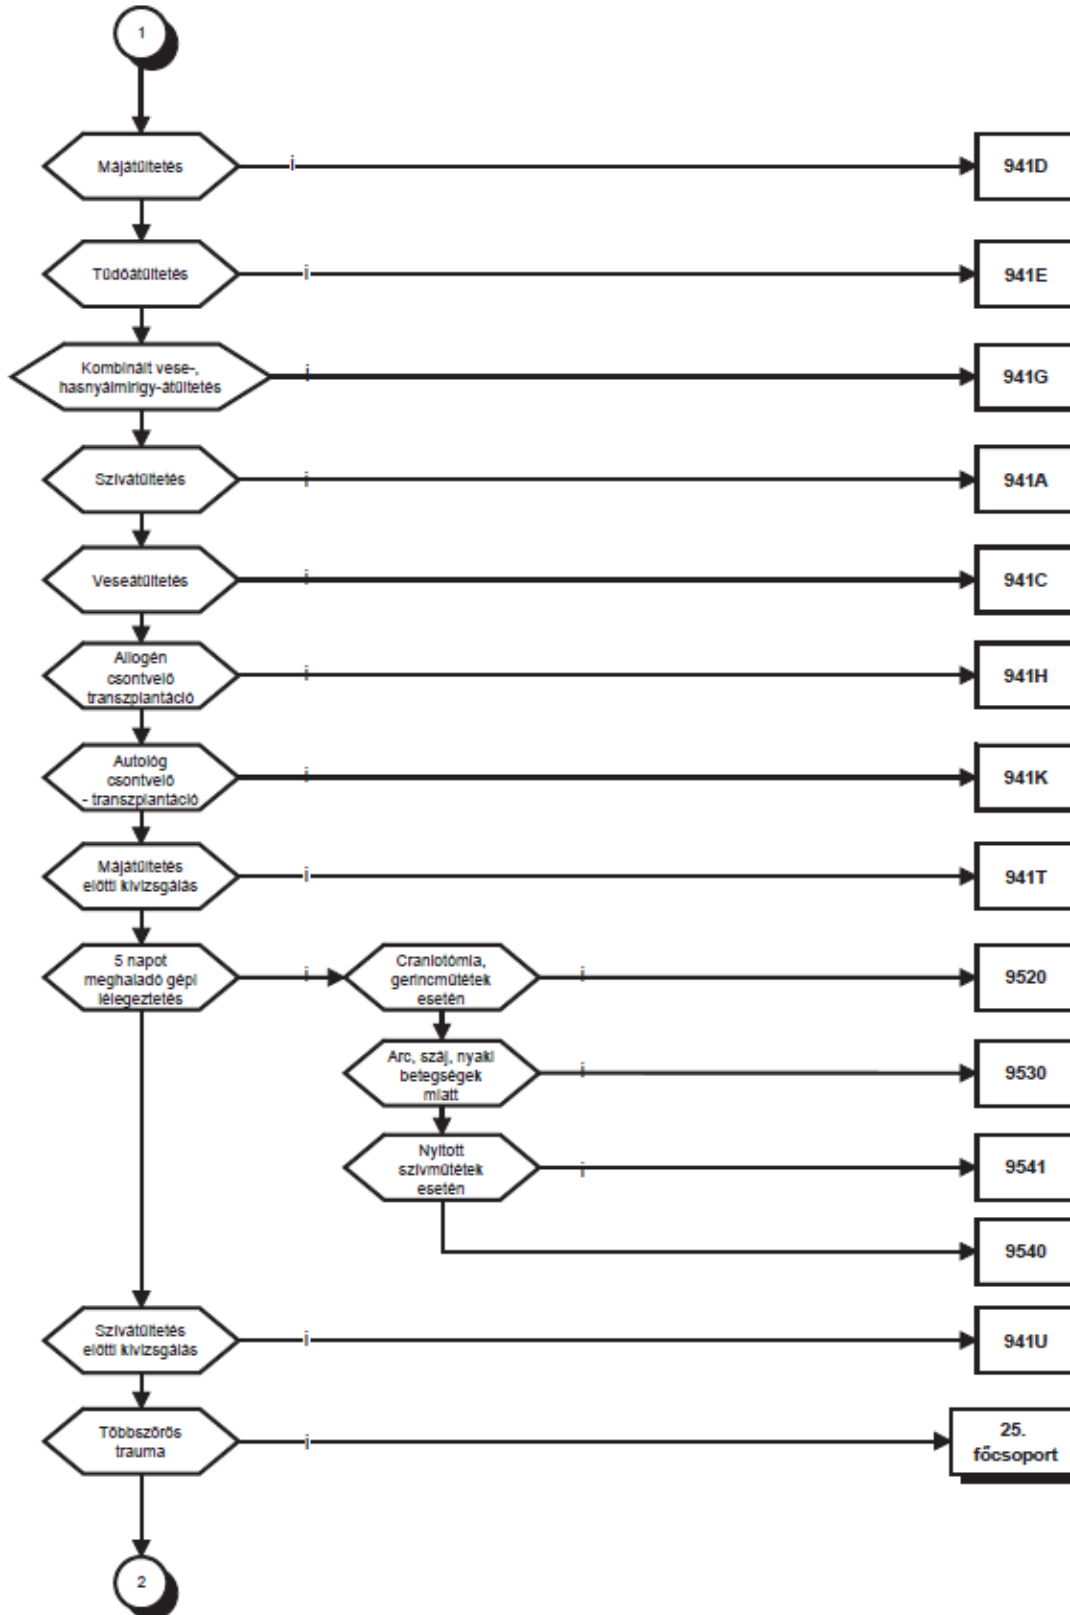 1
Májátültetés
i
941D
Tüdőátültetés
i
941E
Kombinált vese-,
hasnyálmirigy-átültetés
i
941G
Szívátültetés
i
941A
Veseátültetés
i
941C
Allogén
csontvelő
transzplantáció
i
941H
Autológ
csontvelő
- transzplantáció
i
941K
Májátültetés
előtti kivizsgálás
i
941T
5 napot
meghaladó gépi
lélegeztetés
i
Craniotómia,
gerincműtétek
esetén
i
9520
Arc, száj, nyaki
betegségek
miatt
i
9530
Nyitott
szívműtétek
esetén
i
9541
9540
Szívátültetés
előtti kivizsgálás
i
941U
Többszörös
trauma
i
25.
főcsoport
2